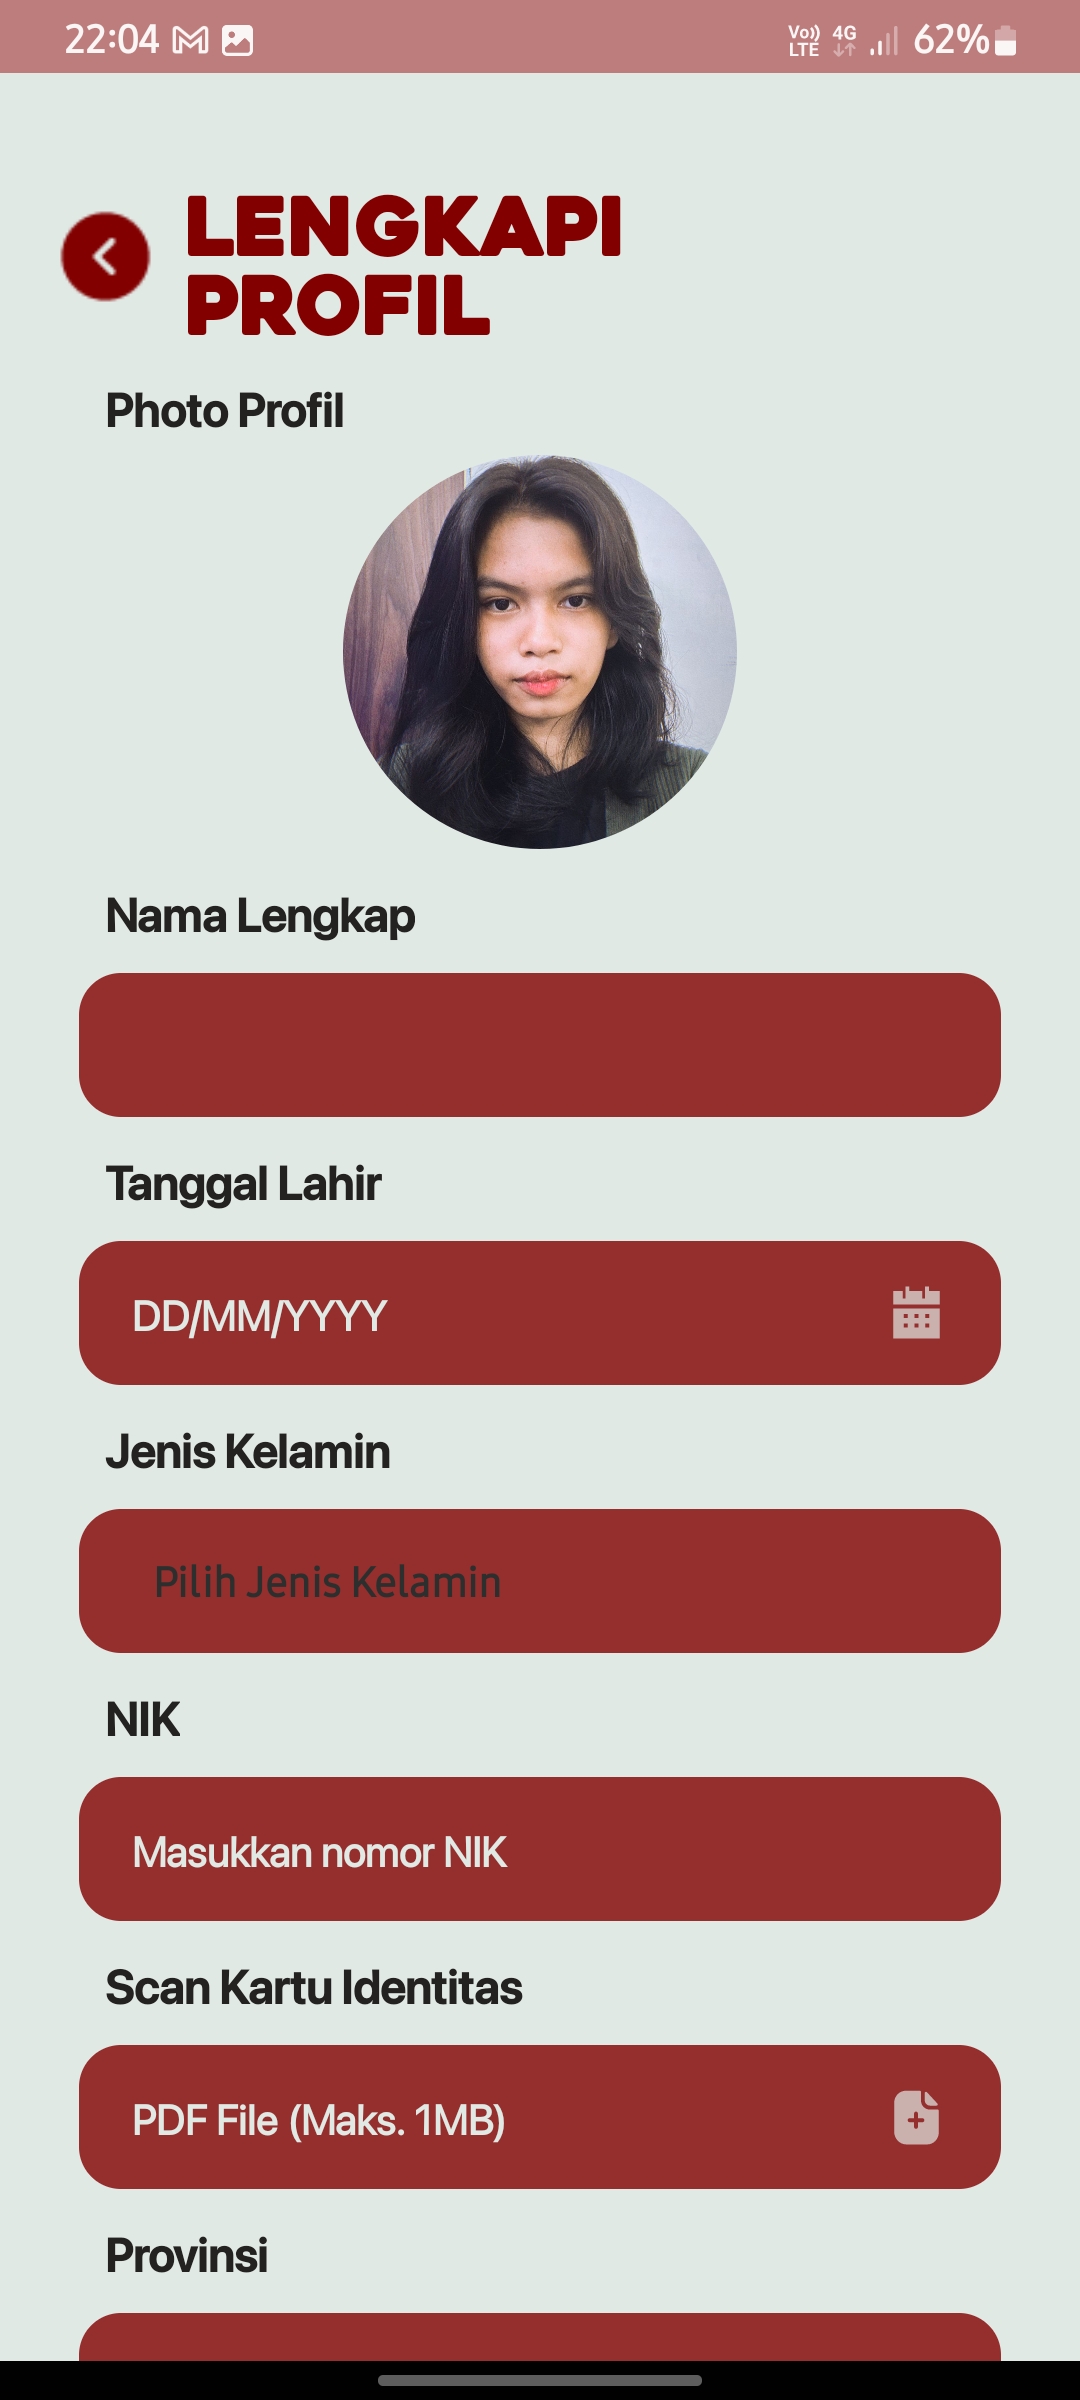 22:04 Vo)) LTE 4G 62%
LENGKAPI
PROFIL
Photo Profil
Nama Lengkap
Tanggal Lahir
DD/MM/YYYY
Jenis Kelamin
Pilih Jenis Kelamin
NIK
Masukkan nomor NIK
Scan Kartu Identitas
PDF File (Maks. 1MB)
Provinsi